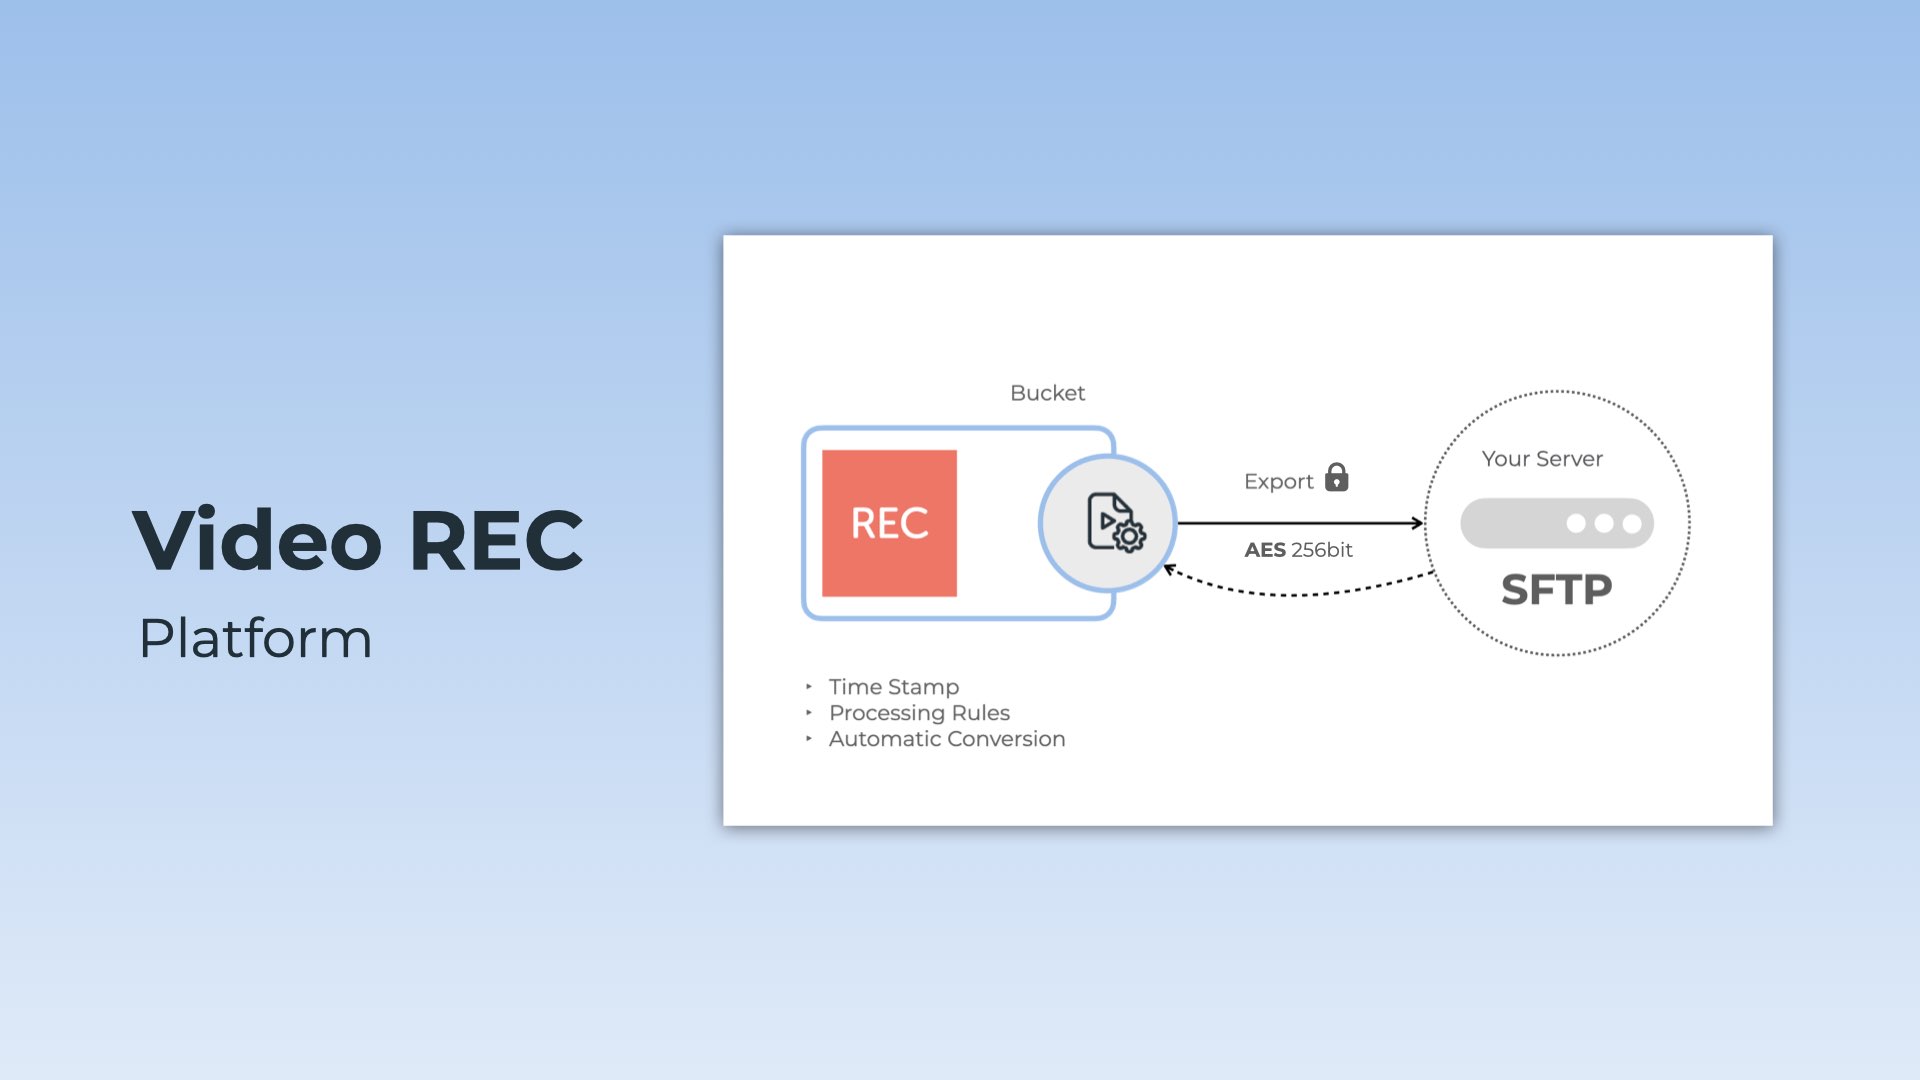 Video REC
Platform
Bucket
REC
Export
AES 256bit
Your Server
SFTP
‣ Time Stamp
‣ Processing Rules
‣ Automatic Conversion